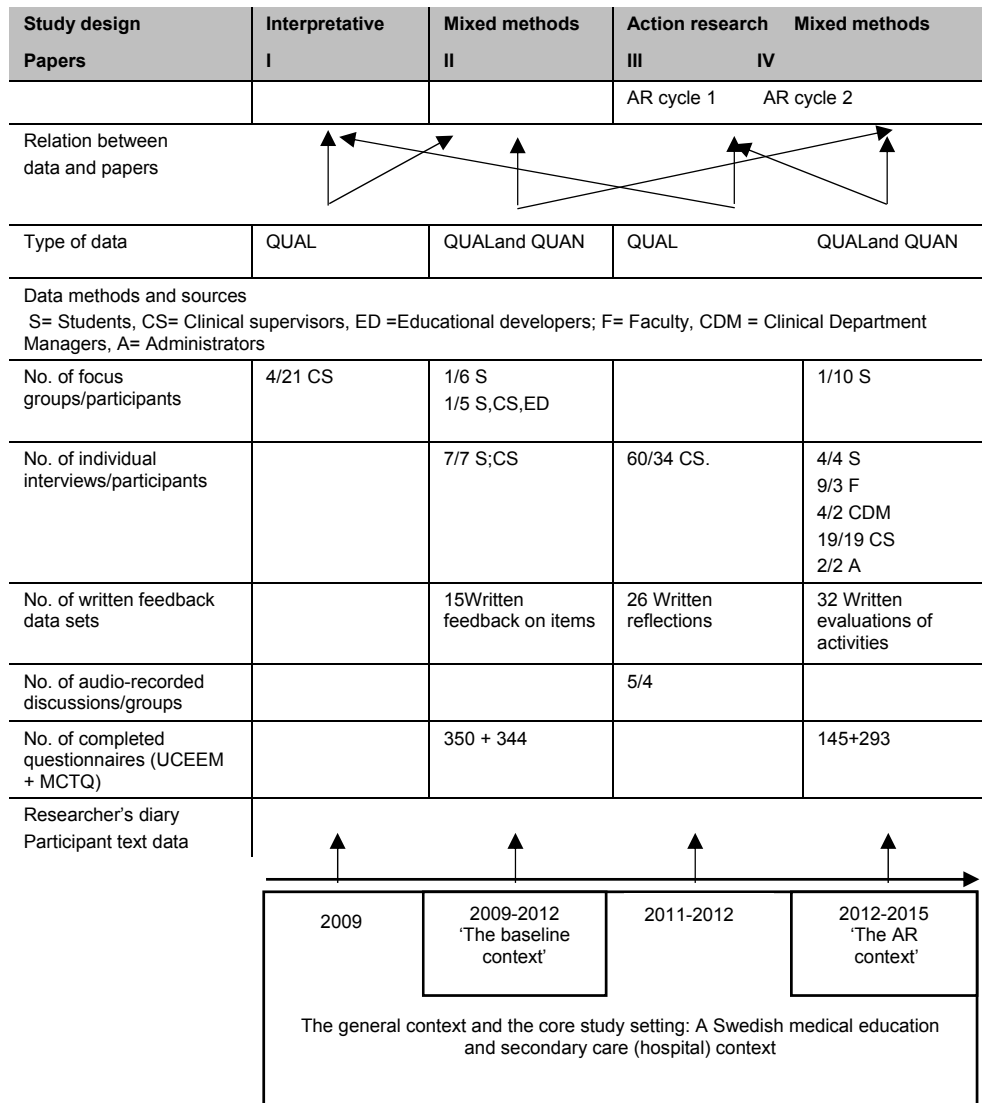 Study design Interpretative Mixed methods Action research Mixed methods
Papers I II III IV
AR cycle 1 AR cycle 2
Relation between
data and papers
Type of data QUAL QUALand QUAN QUAL QUALand QUAN
Data methods and sources
S= Students, CS= Clinical supervisors, ED =Educational developers; F= Faculty, CDM = Clinical Department
Managers, A= Administrators
No. of focus 4/21 CS 1/6 S 1/10 S
groups/participants 1/5 S,CS,ED
No. of individual 7/7 S;CS 60/34 CS. 4/4 S
interviews/participants 9/3 F
4/2 CDM
19/19 CS
2/2 A
No. of written feedback 15Written 26 Written 32 Written
data sets feedback on items reflections evaluations of
activities
No. of audio-recorded 5/4
discussions/groups
No. of completed 350 + 344 145+293
questionnaires (UCEEM
+ MCTQ)
Researcher’s diary
Participant text data
2009 2009-2012 2011-2012 2012-2015
‘The baseline ‘The AR
context’ context’
The general context and the core study setting: A Swedish medical education
and secondary care (hospital) context